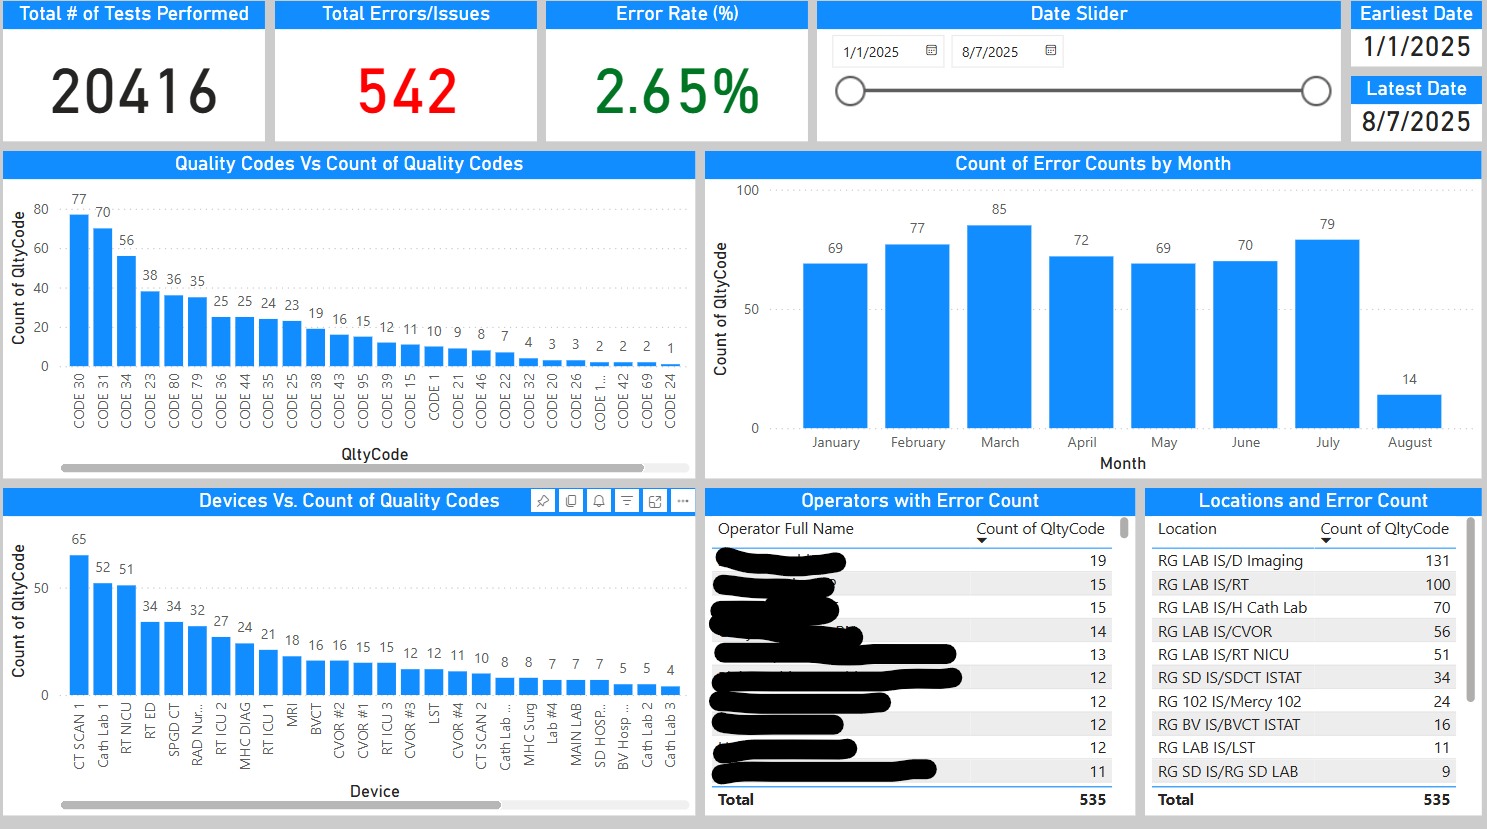 Total # of Tests Performed
20416
Total Errors/Issues
542
Error Rate (%)
2.65%
Date Slider
1/1/2025
8/7/2025
Earliest Date
1/1/2025
Latest Date
8/7/2025
Quality Codes Vs Count of Quality Codes
Count of QltyCode
80
60
40
20
0
77 70 56 38 36 35 25 25 24 23 19 16 15 12 11 10 9 8 7 4 3 3 2 2 2 1
CODE 30
CODE 31
CODE 34
CODE 23
CODE 80
CODE 79
CODE 36
CODE 44
CODE 35
CODE 25
CODE 38
CODE 43
CODE 95
CODE 39
CODE 15
CODE 1
CODE 21
CODE 46
CODE 22
CODE 32
CODE 20
CODE 26
CODE 1...
CODE 42
CODE 69
CODE 24
QltyCode
Count of Error Counts by Month
Count of QltyCode
100
50
0
69 77 85 72 69 70 79 14
January February March April May June July August
Month
Devices Vs. Count of Quality Codes
Count of QltyCode
50
0
65 52 51 34 34 32 27 24 21 18 16 16 15 15 12 12 11 10 8 8 7 7 7 5 5 4
CT SCAN 1
Cath Lab 1
RT NICU
RT ED
SPGD CT
RAD Nur...
RT ICU 2
MHC DIAG
RT ICU 1
MRI
BVCT
CVOR #2
CVOR #1
RT ICU 3
CVOR #3
LST
CVOR #4
CT SCAN 2
Cath Lab ...
MHC Surg
Lab #4
MAIN LAB
SD HOSP...
BV Hosp ...
Cath Lab 2
Cath Lab 3
Device
Operators with Error Count
Operator Full Name Count of QltyCode
19
15
15
14
13
12
12
12
12
11
Total 535
Locations and Error Count
Location Count of QltyCode
RG LAB IS/D Imaging 131
RG LAB IS/RT 100
RG LAB IS/H Cath Lab 70
RG LAB IS/CVOR 56
RG LAB IS/RT NICU 51
RG SD IS/SDCT ISTAT 34
RG 102 IS/Mercy 102 24
RG BV IS/BVCT ISTAT 16
RG LAB IS/LST 11
RG SD IS/RG SD LAB 9
Total 535